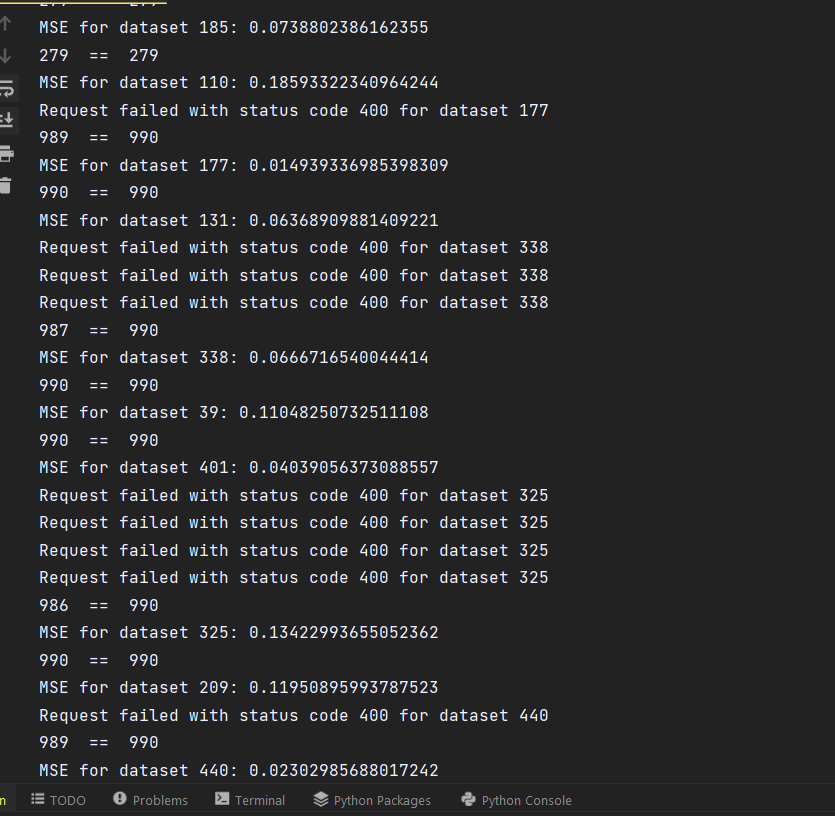 MSE for dataset 185: 0.0738802386162355
279  ==  279
MSE for dataset 110: 0.18593322340964244
Request failed with status code 400 for dataset 177
989  ==  990
MSE for dataset 177: 0.014939336985398309
990  ==  990
MSE for dataset 131: 0.06368909881409221
Request failed with status code 400 for dataset 338
Request failed with status code 400 for dataset 338
Request failed with status code 400 for dataset 338
987  ==  990
MSE for dataset 338: 0.0666716540044414
990  ==  990
MSE for dataset 39: 0.11048250732511108
990  ==  990
MSE for dataset 401: 0.04039056373088557
Request failed with status code 400 for dataset 325
Request failed with status code 400 for dataset 325
Request failed with status code 400 for dataset 325
Request failed with status code 400 for dataset 325
986  ==  990
MSE for dataset 325: 0.13422993655052362
990  ==  990
MSE for dataset 209: 0.11950895993787523
Request failed with status code 400 for dataset 440
989  ==  990
MSE for dataset 440: 0.02302985688017242
n TODO Problems Terminal Python Packages Python Console